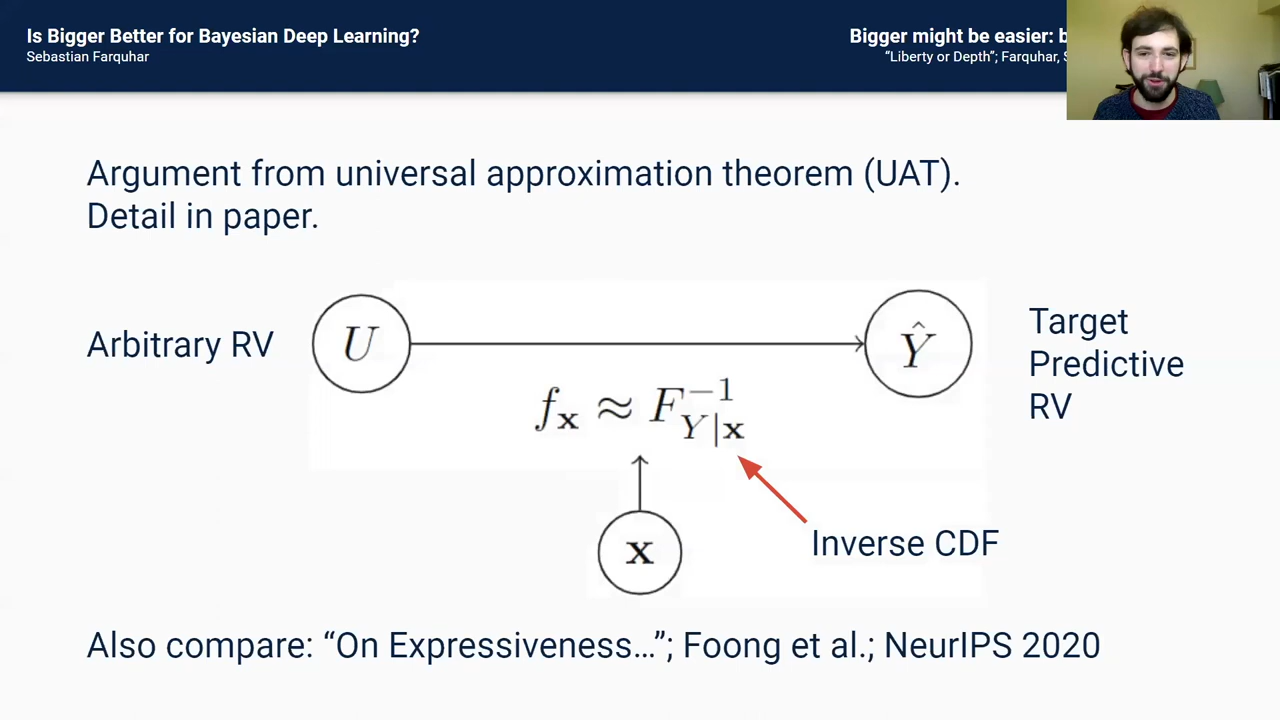 Is Bigger Better for Bayesian Deep Learning?
Sebastian Farquhar
Bigger might be easier:
“Liberty or Depth”; Farquhar,
Argument from universal approximation theorem (UAT).
Detail in paper.
Arbitrary RV
U
Ŷ
Target
Predictive
RV
f_𝐱 ≈ F^{-1}_{Y|𝐱}
𝐱
Inverse CDF
Also compare: “On Expressiveness…”; Foong et al.; NeurIPS 2020